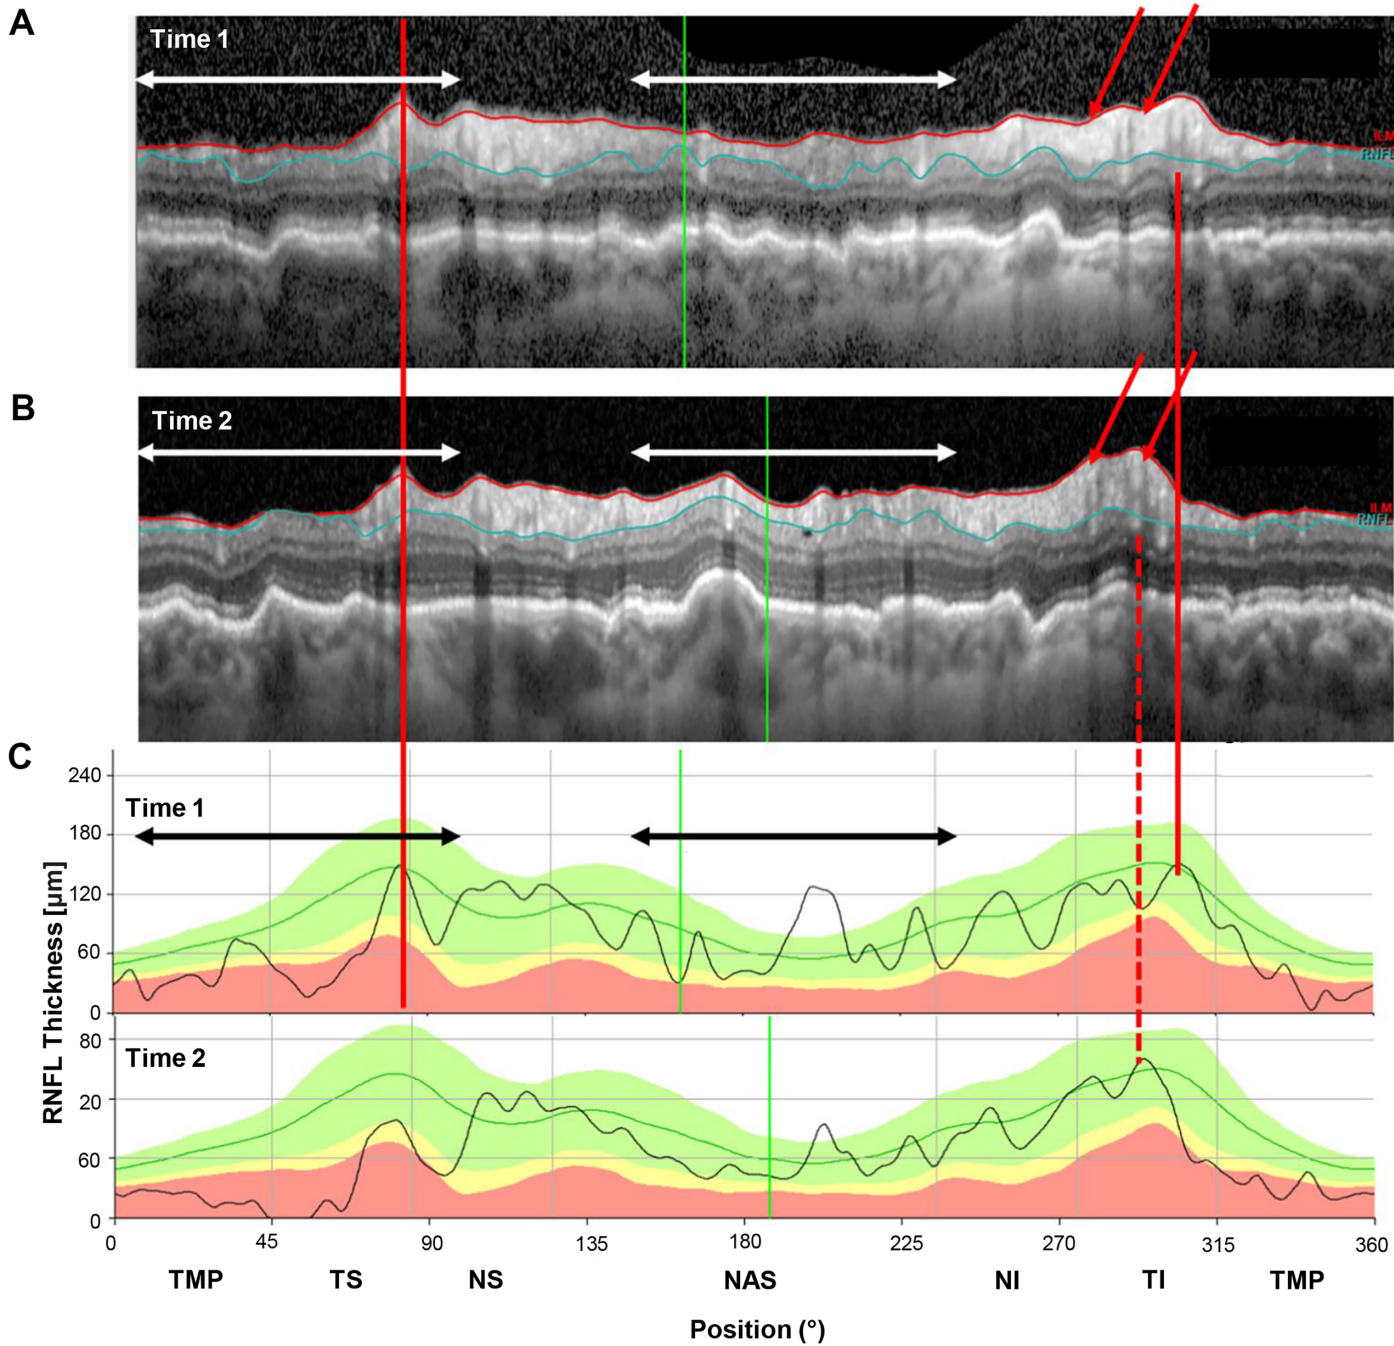 A
Time 1
ILM
RNFL
B
Time 2
ILM
RNFL
C
RNFL Thickness [µm]
240
180
120
60
0
Time 1
80
20
60
0
Time 2
0 45 90 135 180 225 270 315 360
TMP TS NS NAS NI TI TMP
Position (°)